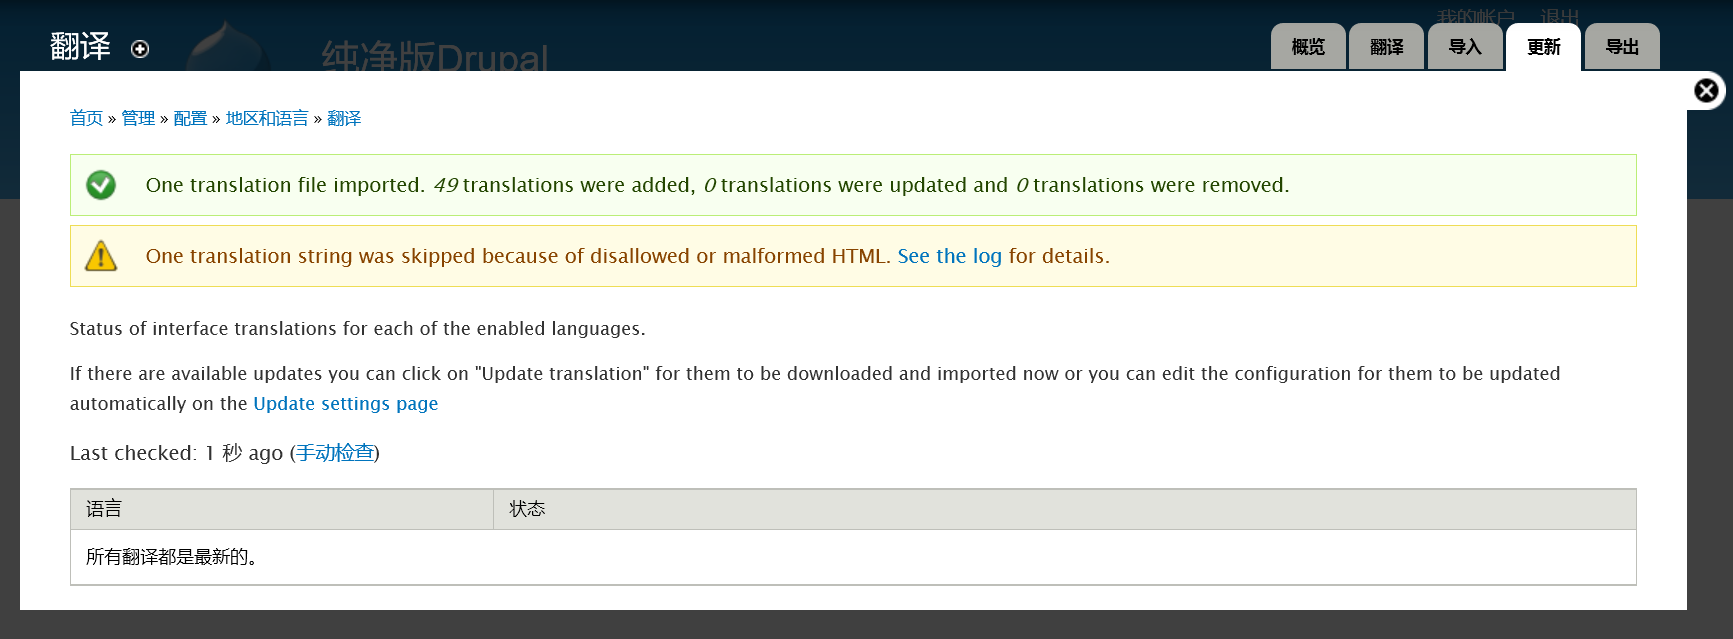 我的帐户 退出
翻译
纯净版Drupal
概览 翻译 导入 更新 导出
首页 » 管理 » 配置 » 地区和语言 » 翻译
One translation file imported. 49 translations were added, 0 translations were updated and 0 translations were removed.
One translation string was skipped because of disallowed or malformed HTML. See the log for details.
Status of interface translations for each of the enabled languages.
If there are available updates you can click on "Update translation" for them to be downloaded and imported now or you can edit the configuration for them to be updated
automatically on the Update settings page
Last checked: 1 秒 ago (手动检查)
语言 状态
所有翻译都是最新的。